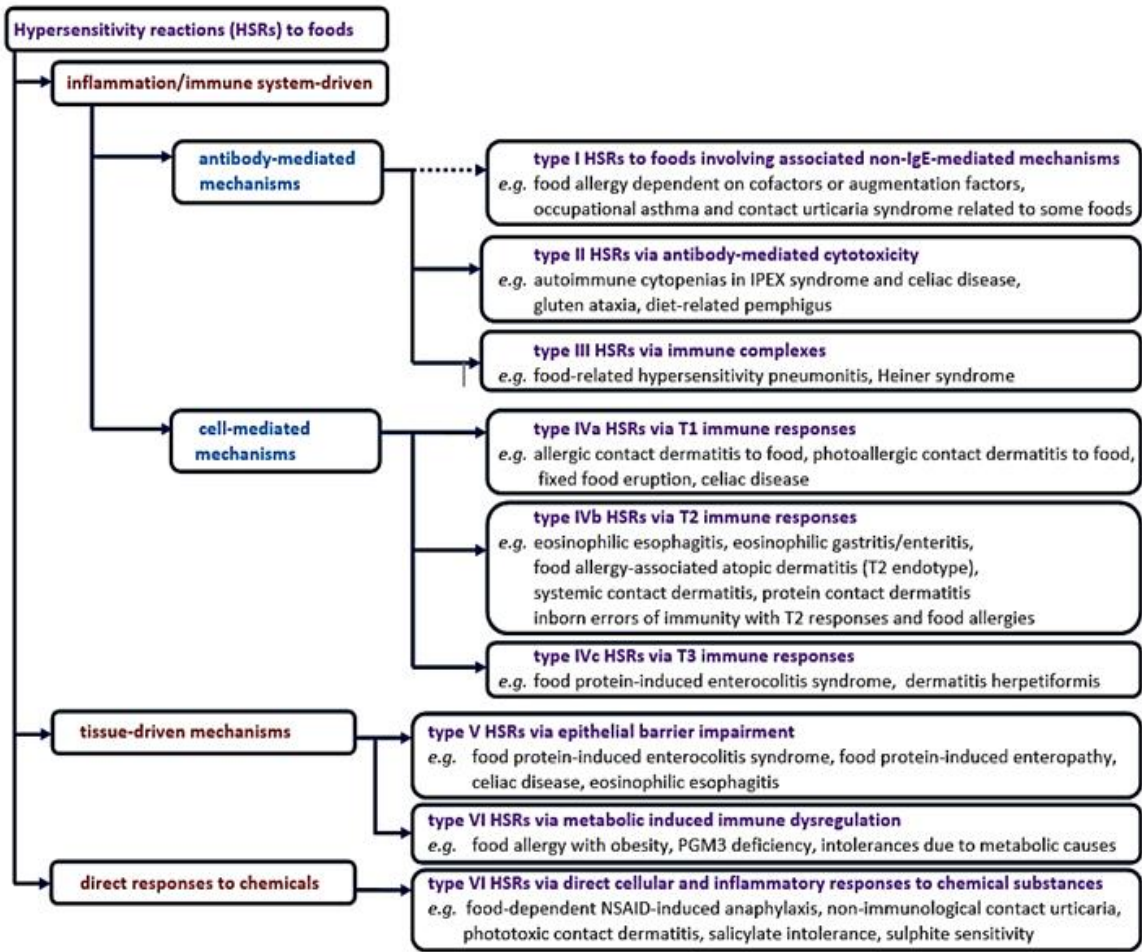 Hypersensitivity reactions (HSRs) to foods
inflammation/immune system-driven
antibody-mediated
mechanisms
type I HSRs to foods involving associated non-IgE-mediated mechanisms
e.g. food allergy dependent on cofactors or augmentation factors,
occupational asthma and contact urticaria syndrome related to some foods
type II HSRs via antibody-mediated cytotoxicity
e.g. autoimmune cytopenias in IPEX syndrome and celiac disease,
gluten ataxia, diet-related pemphigus
type III HSRs via immune complexes
e.g. food-related hypersensitivity pneumonitis, Heiner syndrome
cell-mediated
mechanisms
type IVa HSRs via T1 immune responses
e.g. allergic contact dermatitis to food, photoallergic contact dermatitis to food,
fixed food eruption, celiac disease
type IVb HSRs via T2 immune responses
e.g. eosinophilic esophagitis, eosinophilic gastritis/enteritis,
food allergy-associated atopic dermatitis (T2 endotype),
systemic contact dermatitis, protein contact dermatitis
inborn errors of immunity with T2 responses and food allergies
type IVc HSRs via T3 immune responses
e.g. food protein-induced enterocolitis syndrome, dermatitis herpetiformis
tissue-driven mechanisms
type V HSRs via epithelial barrier impairment
e.g. food protein-induced enterocolitis syndrome, food protein-induced enteropathy,
celiac disease, eosinophilic esophagitis
type VI HSRs via metabolic induced immune dysregulation
e.g. food allergy with obesity, PGM3 deficiency, intolerances due to metabolic causes
direct responses to chemicals
type VI HSRs via direct cellular and inflammatory responses to chemical substances
e.g. food-dependent NSAID-induced anaphylaxis, non-immunological contact urticaria,
phototoxic contact dermatitis, salicylate intolerance, sulphite sensitivity